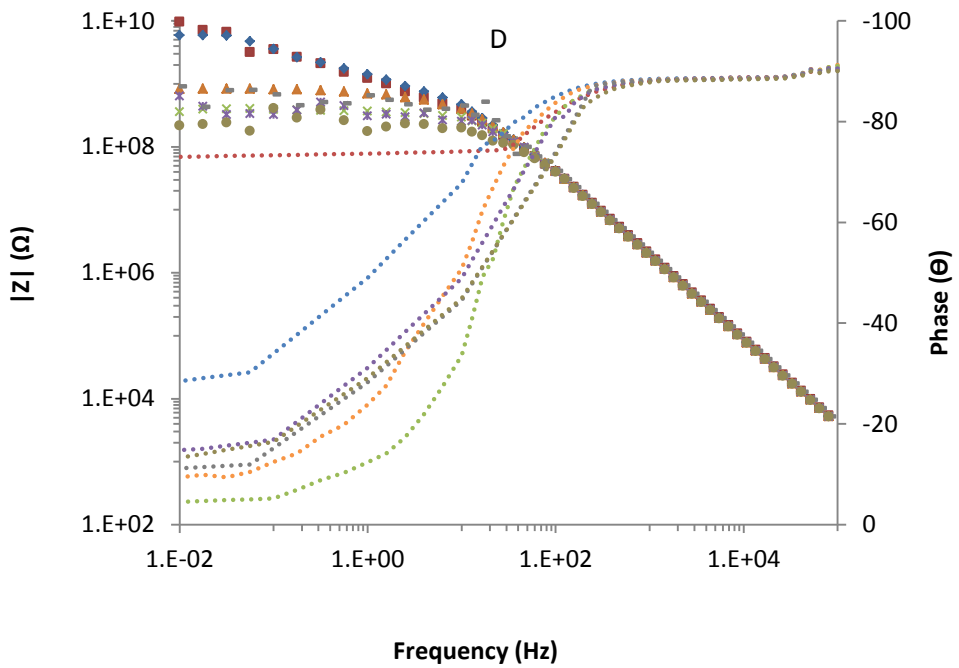 D
1.E+10
1.E+08
1.E+06
1.E+04
1.E+02
|Z| (Ω)
-100
-80
-60
-40
-20
0
Phase (Θ)
1.E-02
1.E+00
1.E+02
1.E+04
Frequency (Hz)